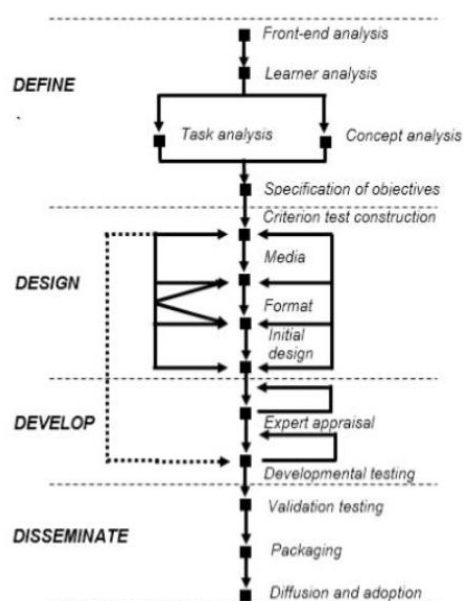 Front-end analysis
Learner analysis
DEFINE
Task analysis
Concept analysis
Specification of objectives
Criterion test construction
Media
DESIGN
Format
Initial
design
DEVELOP
Expert appraisal
Developmental testing
Validation testing
DISSEMINATE
Packaging
Diffusion and adoption